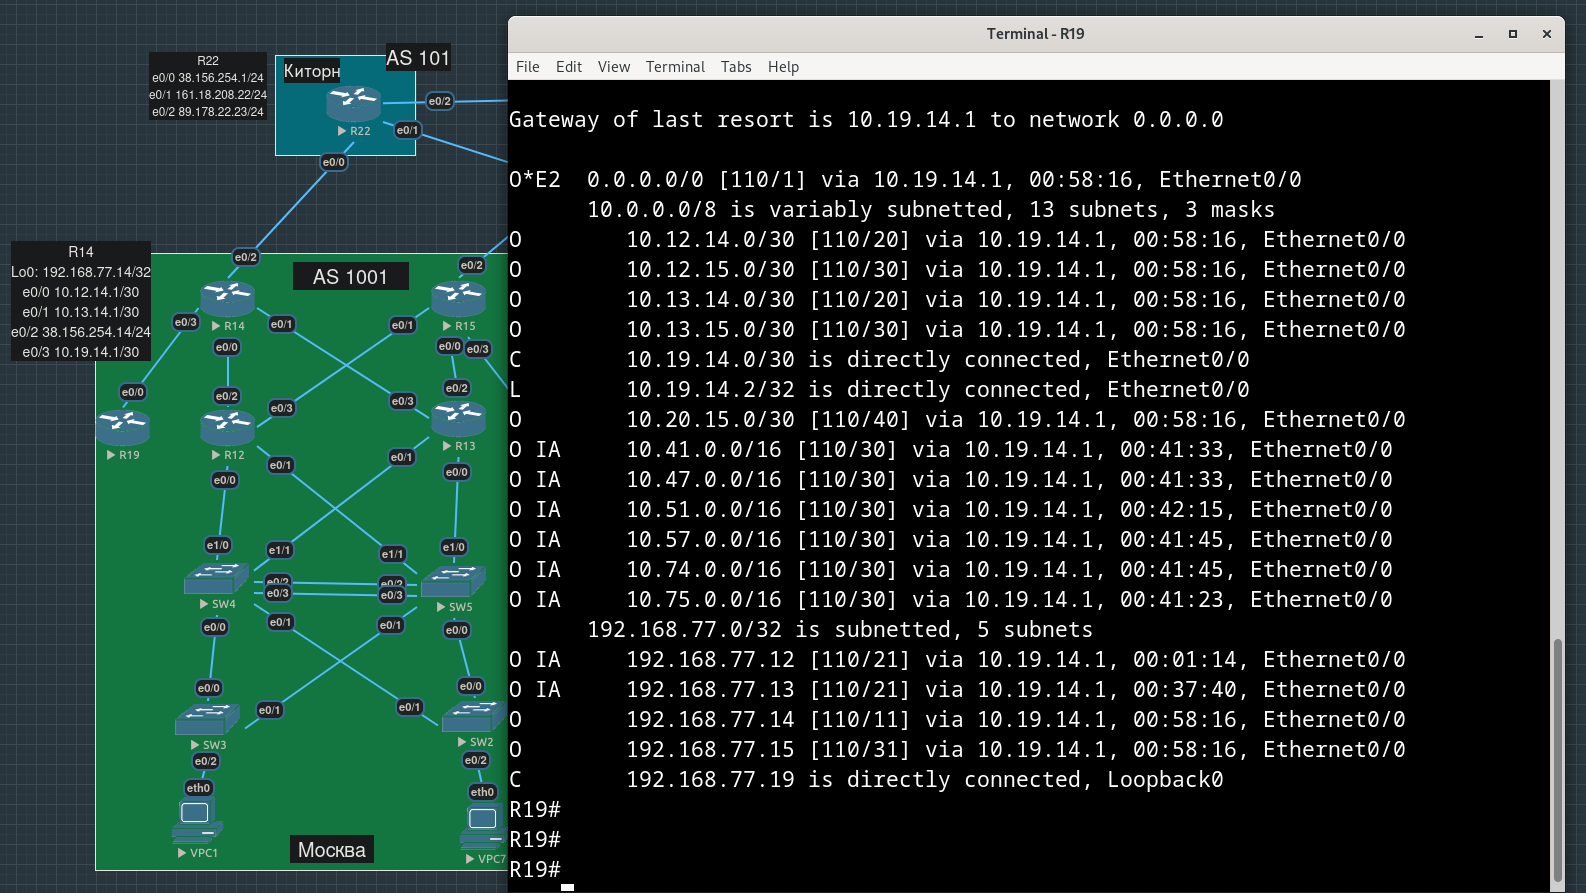 R22
e0/0 38.156.254.1/24
e0/1 161.18.208.22/24
e0/2 89.178.22.23/24
Киторн
AS 101
R22
e0/2
e0/1
e0/0
R14
Lo0: 192.168.77.14/32
e0/0 10.12.14.1/30
e0/1 10.13.14.1/30
e0/2 38.156.254.14/24
e0/3 10.19.14.1/30
AS 1001
e0/2
e0/2
R14
R15
e0/3
e0/1
e0/1
e0/0
e0/0
e0/3
e0/0
e0/2
e0/2
e0/3
e0/3
R19
R12
R13
e0/1
e0/1
e0/0
e0/0
e1/0
e1/1
e1/1
e1/0
e0/2
e0/2
e0/3
e0/3
SW4
SW5
e0/1
e0/1
e0/0
e0/0
e0/0
e0/0
e0/1
e0/1
SW3
SW2
e0/2
e0/2
eth0
eth0
VPC1
VPC7
Москва
Terminal - R19
File Edit View Terminal Tabs Help
Gateway of last resort is 10.19.14.1 to network 0.0.0.0
O*E2 0.0.0.0/0 [110/1] via 10.19.14.1, 00:58:16, Ethernet0/0
10.0.0.0/8 is variably subnetted, 13 subnets, 3 masks
O 10.12.14.0/30 [110/20] via 10.19.14.1, 00:58:16, Ethernet0/0
O 10.12.15.0/30 [110/30] via 10.19.14.1, 00:58:16, Ethernet0/0
O 10.13.14.0/30 [110/20] via 10.19.14.1, 00:58:16, Ethernet0/0
O 10.13.15.0/30 [110/30] via 10.19.14.1, 00:58:16, Ethernet0/0
C 10.19.14.0/30 is directly connected, Ethernet0/0
L 10.19.14.2/32 is directly connected, Ethernet0/0
O 10.20.15.0/30 [110/40] via 10.19.14.1, 00:58:16, Ethernet0/0
O IA 10.41.0.0/16 [110/30] via 10.19.14.1, 00:41:33, Ethernet0/0
O IA 10.47.0.0/16 [110/30] via 10.19.14.1, 00:41:33, Ethernet0/0
O IA 10.51.0.0/16 [110/30] via 10.19.14.1, 00:42:15, Ethernet0/0
O IA 10.57.0.0/16 [110/30] via 10.19.14.1, 00:41:45, Ethernet0/0
O IA 10.74.0.0/16 [110/30] via 10.19.14.1, 00:41:45, Ethernet0/0
O IA 10.75.0.0/16 [110/30] via 10.19.14.1, 00:41:23, Ethernet0/0
192.168.77.0/32 is subnetted, 5 subnets
O IA 192.168.77.12 [110/21] via 10.19.14.1, 00:01:14, Ethernet0/0
O IA 192.168.77.13 [110/21] via 10.19.14.1, 00:37:40, Ethernet0/0
O 192.168.77.14 [110/11] via 10.19.14.1, 00:58:16, Ethernet0/0
O 192.168.77.15 [110/31] via 10.19.14.1, 00:58:16, Ethernet0/0
C 192.168.77.19 is directly connected, Loopback0
R19#
R19#
R19#